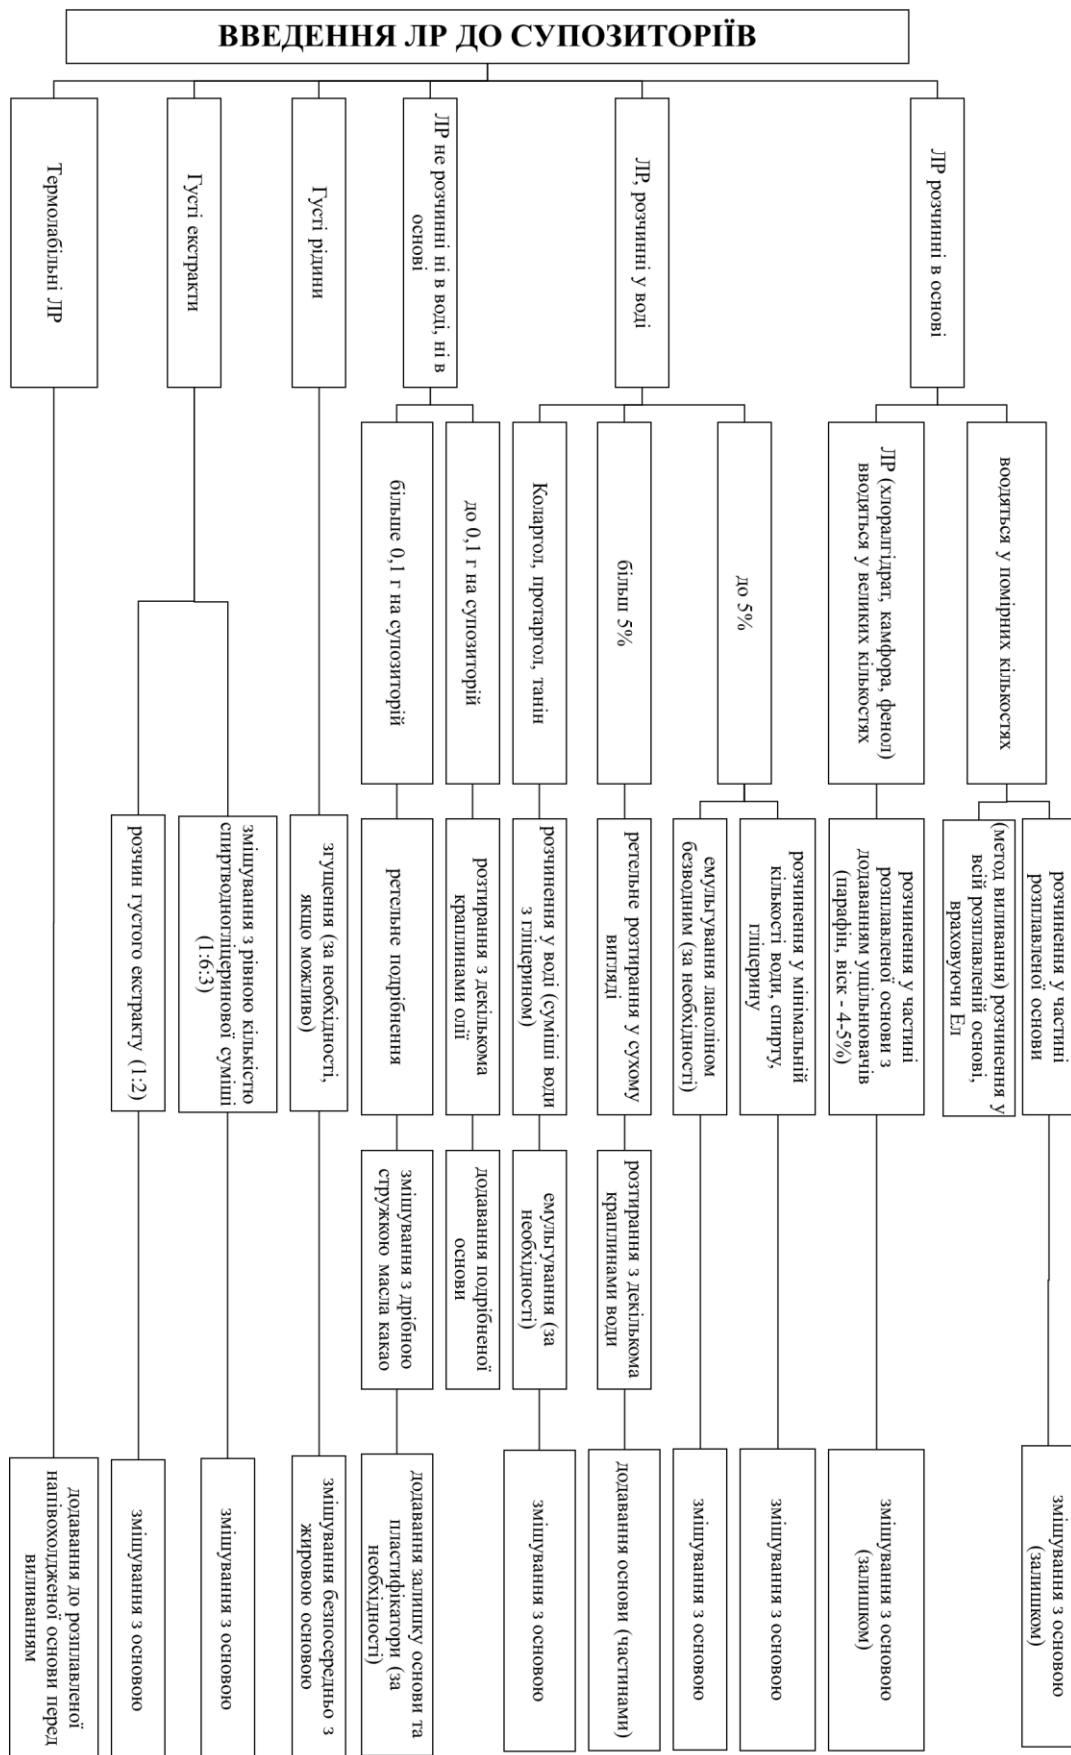 ВВЕДЕННЯ ЛР ДО СУПОЗИТОРІЇВ
ЛР розчинні в основі
воодяться у помірних кількостях
розчинення у частині
розплавленої основи
змішування з основою
(залишком)
(метод виливання) розчинення у
всій розплавленій основі,
враховуючи Ел
ЛР (хлоралгідрат, камфора, фенол)
вводяться у великих кількостях
розчинення у частині
розплавленої основи з
додаванням ущільнювачів
(парафін, віск - 4-5%)
змішування з основою
(залишком)
ЛР, розчинні у воді
до 5%
розчинення у мінімальній
кількості води, спирту,
гліцерину
змішування з основою
емульгування ланоліном
безводним (за необхідності)
змішування з основою
більш 5%
ретельне розтирання у сухому
вигляді
розтирання з декількома
краплинами води
додавання основи (частинами)
Коларгол, протаргол, танін
розчинення у воді (суміші води
з гліцерином)
емульгування (за
необхідності)
змішування з основою
ЛР не розчинні ні в воді, ні в
основі
до 0,1 г на супозиторій
розтирання з декількома
краплинами олії
додавання подрібненої
основи
більше 0,1 г на супозиторій
ретельне подрібнення
змішування з дрібною
стружкою масла какао
додавання залишку основи та
пластифікатори (за
необхідності)
Густі рідини
згущення (за необхідності,
якщо можливо)
змішування безпосередньо з
жировою основою
Густі екстракти
змішування з рівною кількістю
спиртводногліцеринової суміші
(1:6:3)
змішування з основою
розчин густого екстракту (1:2)
змішування з основою
Термолабільні ЛР
додавання до розплавленої
напівохолдженої основи перед
виливанням